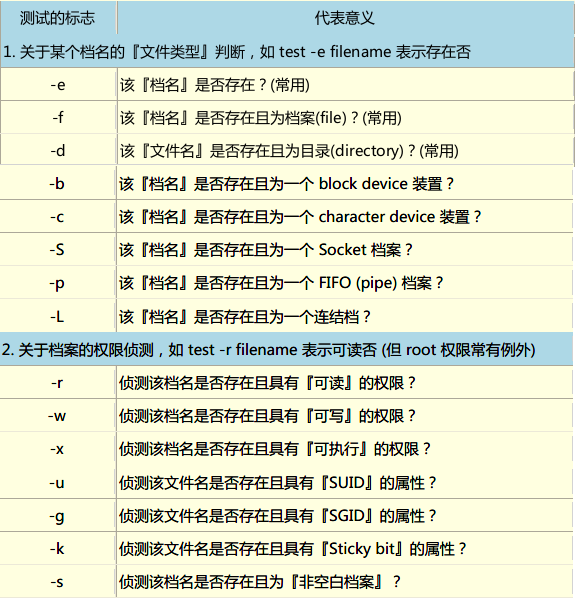 测试的标志 代表意义
1. 关于某个档名的『文件类型』判断，如 test -e filename 表示存在否
-e 该『档名』是否存在？(常用)
-f 该『档名』是否存在且为档案(file)？(常用)
-d 该『文件名』是否存在且为目录(directory)？(常用)
-b 该『档名』是否存在且为一个 block device 装置？
-c 该『档名』是否存在且为一个 character device 装置？
-S 该『档名』是否存在且为一个 Socket 档案？
-p 该『档名』是否存在且为一个 FIFO (pipe) 档案？
-L 该『档名』是否存在且为一个连结档？
2. 关于档案的权限侦测，如 test -r filename 表示可读否 (但 root 权限常有例外)
-r 侦测该档名是否存在且具有『可读』的权限？
-w 侦测该档名是否存在且具有『可写』的权限？
-x 侦测该档名是否存在且具有『可执行』的权限？
-u 侦测该文件名是否存在且具有『SUID』的属性？
-g 侦测该文件名是否存在且具有『SGID』的属性？
-k 侦测该文件名是否存在且具有『Sticky bit』的属性？
-s 侦测该档名是否存在且为『非空白档案』？